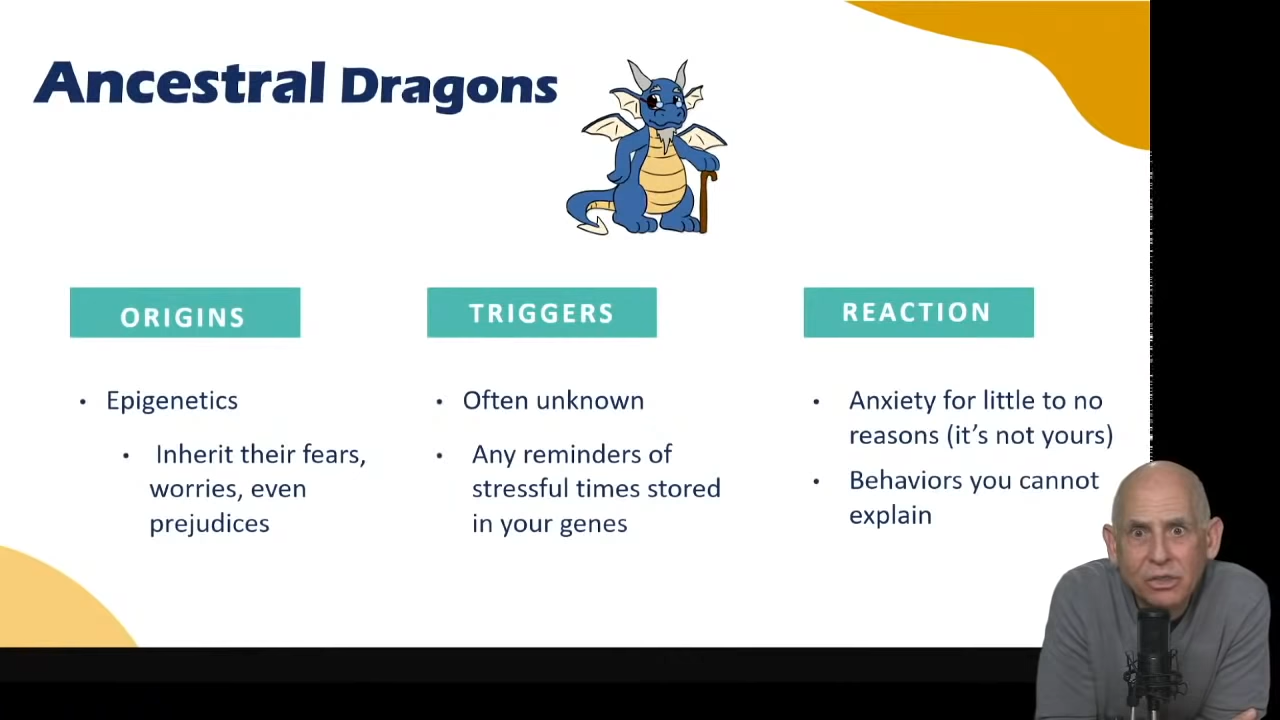 Ancestral Dragons
ORIGINS
• Epigenetics
• Inherit their fears,
worries, even
prejudices
TRIGGERS
• Often unknown
• Any reminders of
stressful times stored
in your genes
REACTION
• Anxiety for little to no
reasons (it’s not yours)
• Behaviors you cannot
explain